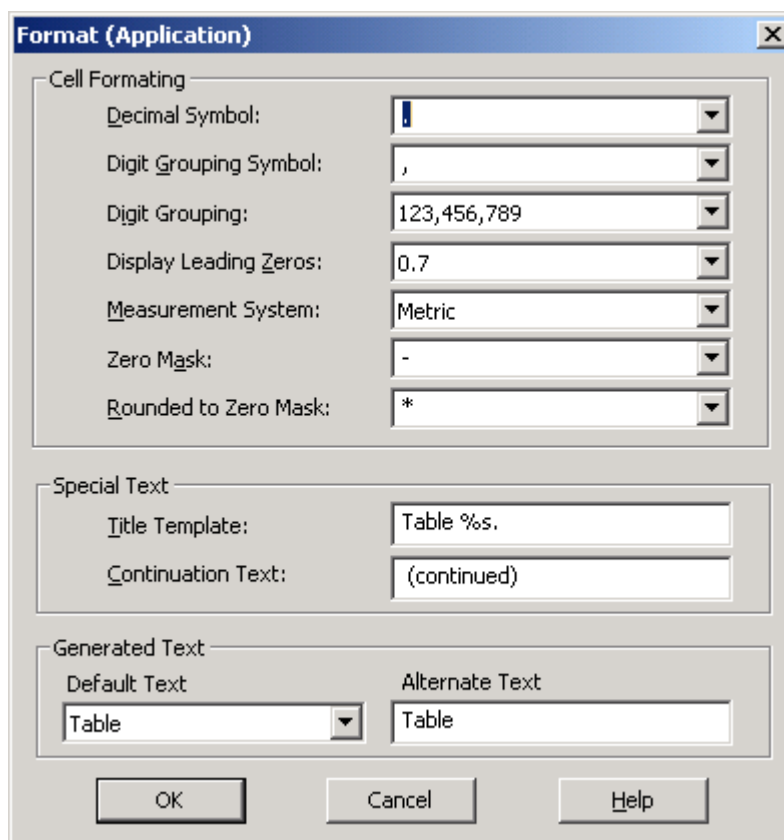 Format (Application)
Cell Formating
Decimal Symbol: .
Digit Grouping Symbol: ,
Digit Grouping: 123,456,789
Display Leading Zeros: 0.7
Measurement System: Metric
Zero Mask: -
Rounded to Zero Mask: *
Special Text
Title Template: Table %s.
Continuation Text: (continued)
Generated Text
Default Text Alternate Text
Table Table
OK Cancel Help